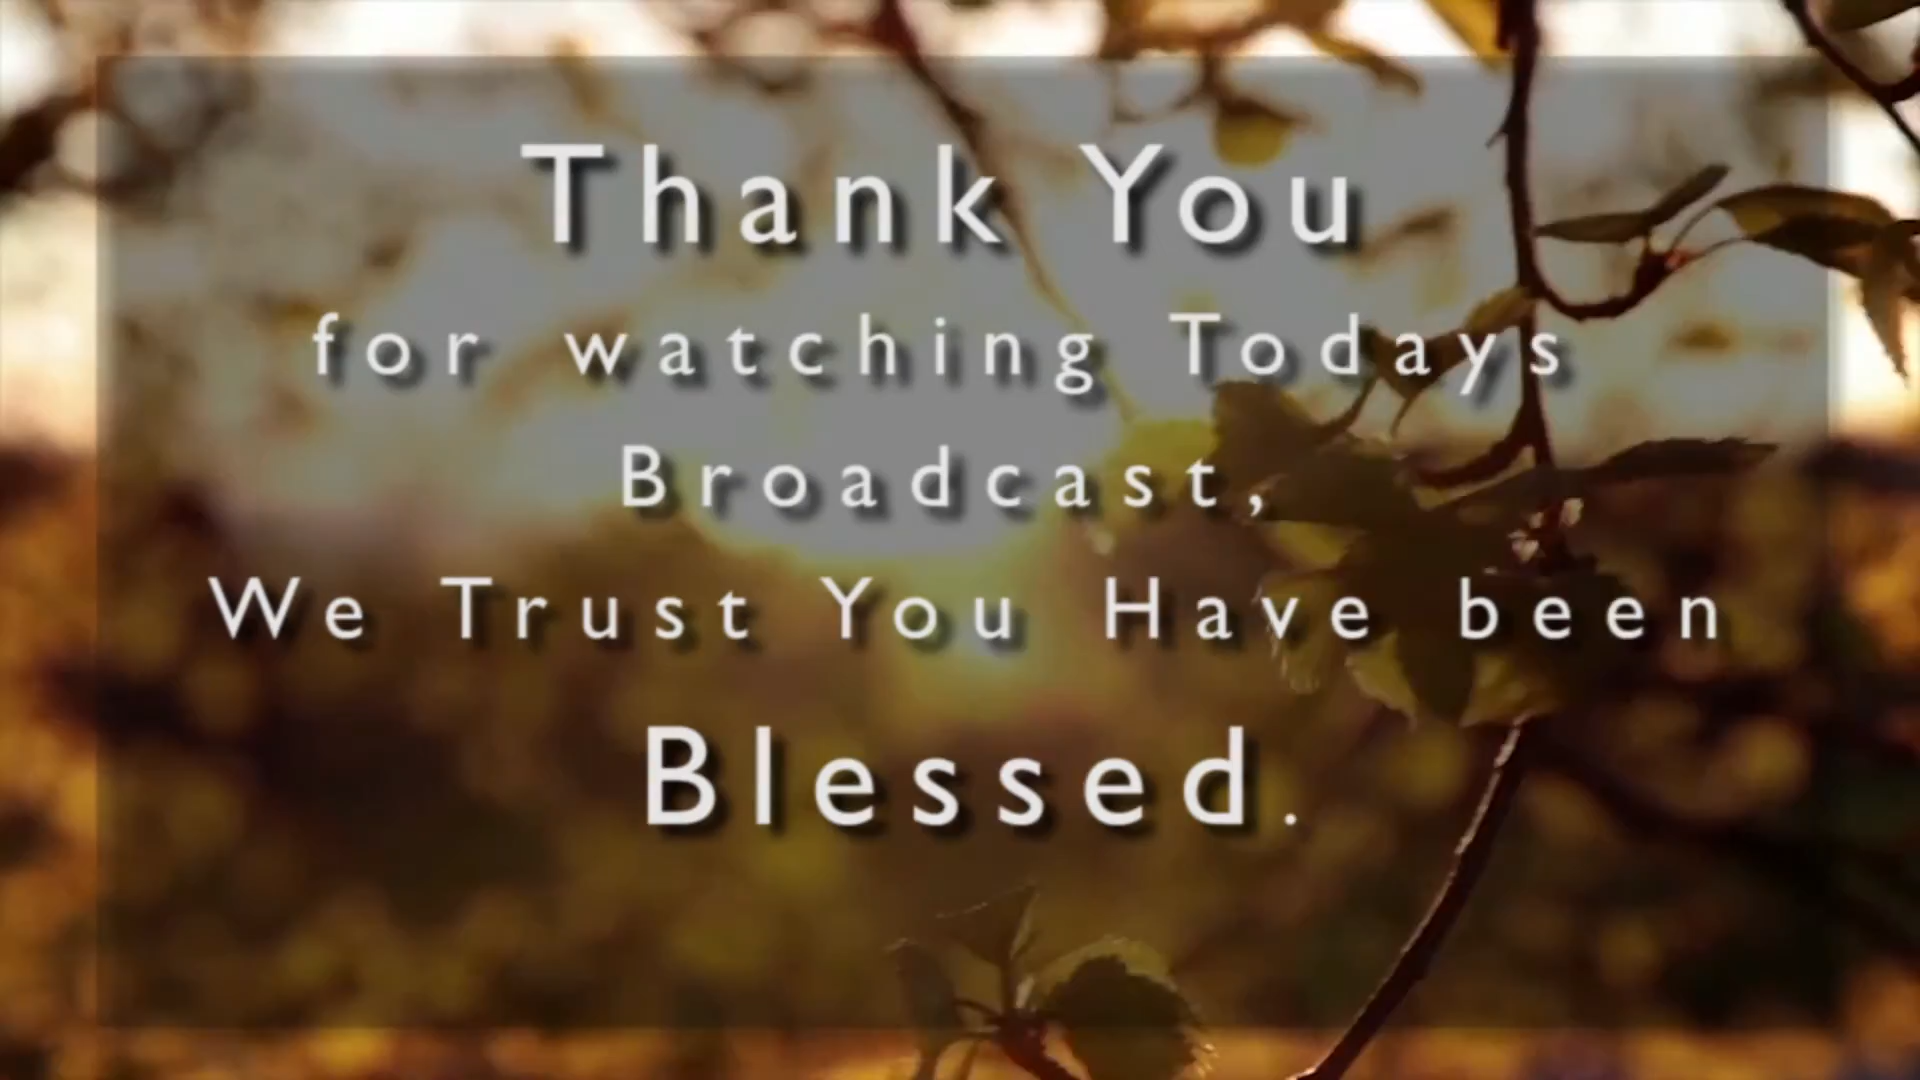 Thank You
for watching Todays
Broadcast,
We Trust You Have been
Blessed.